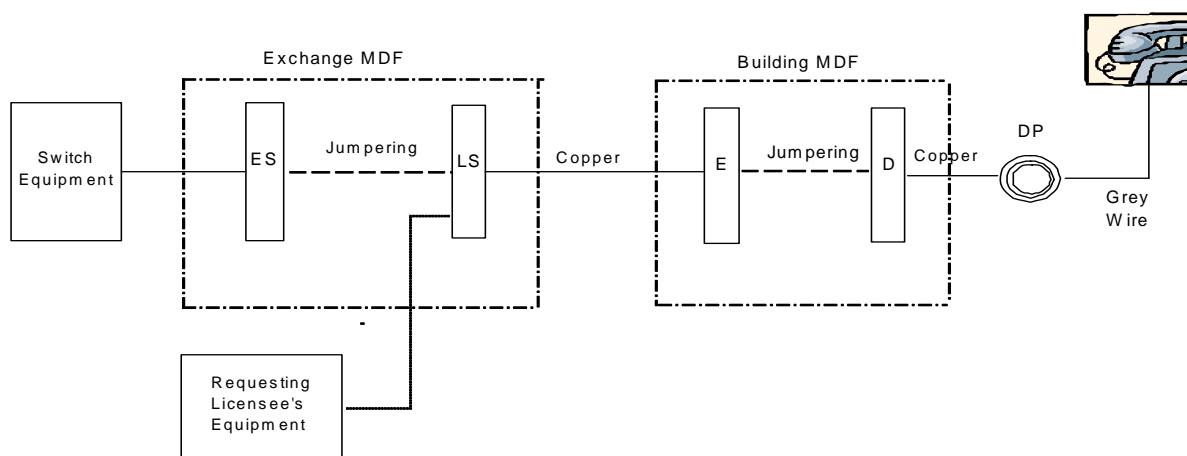 Exchange MDF
Building MDF
Switch
Equipment
ES
Jumpering
LS
Copper
E
Jumpering
D
Copper
DP
Grey
Wire
Requesting
Licensee's
Equipment